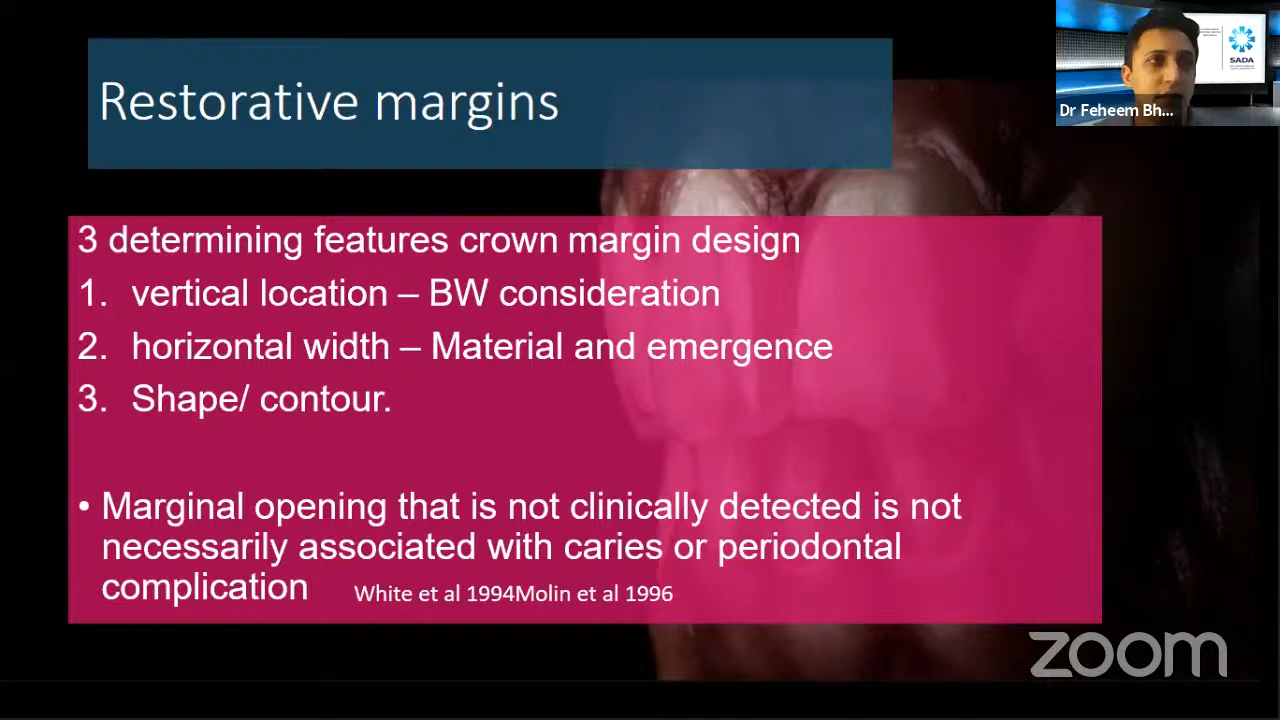 Restorative margins
3 determining features crown margin design
1. vertical location – BW consideration
2. horizontal width – Material and emergence
3. Shape/ contour.
• Marginal opening that is not clinically detected is not
necessarily associated with caries or periodontal
complication White et al 1994Molin et al 1996
SADA
Dr Feheem Bh...
zoom